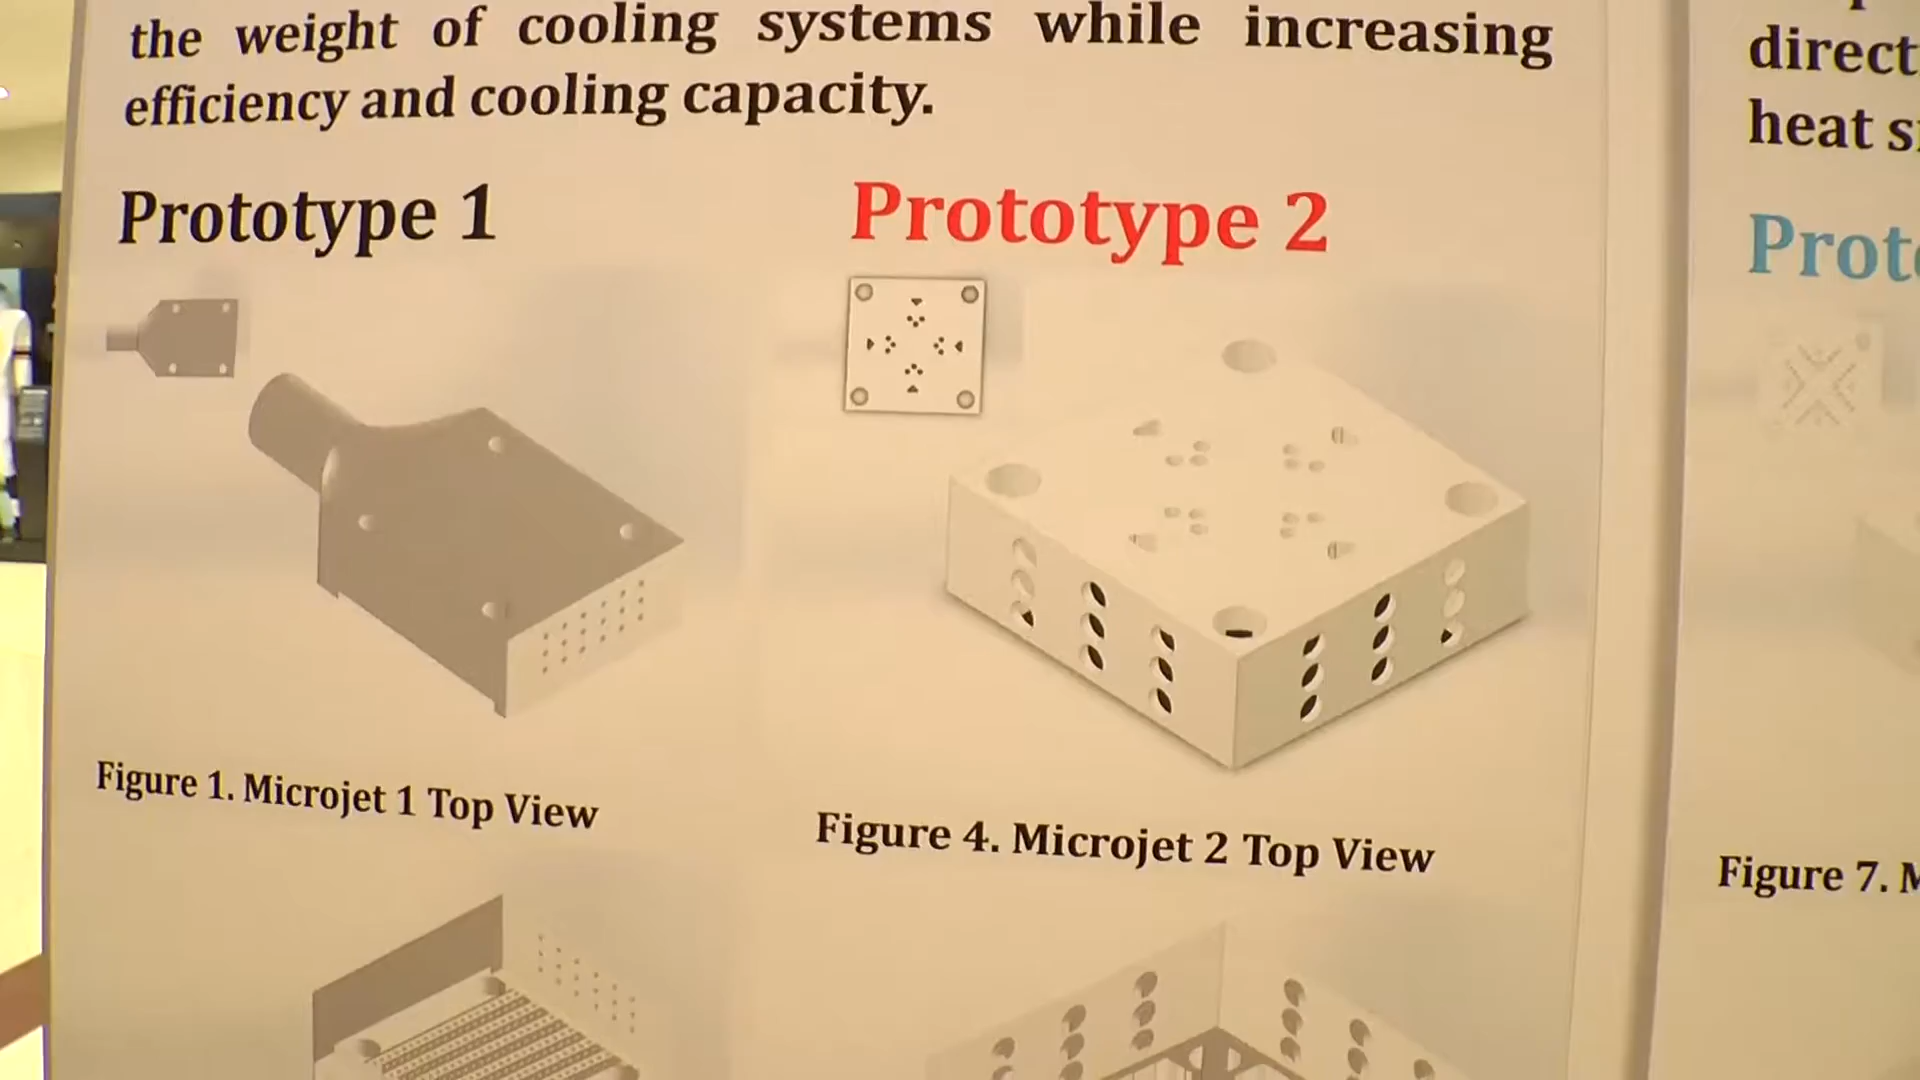 the weight of cooling systems while increasing
efficiency and cooling capacity.
Prototype 1
Figure 1. Microjet 1 Top View
Prototype 2
Figure 4. Microjet 2 Top View
direct
heat
Figure 7.